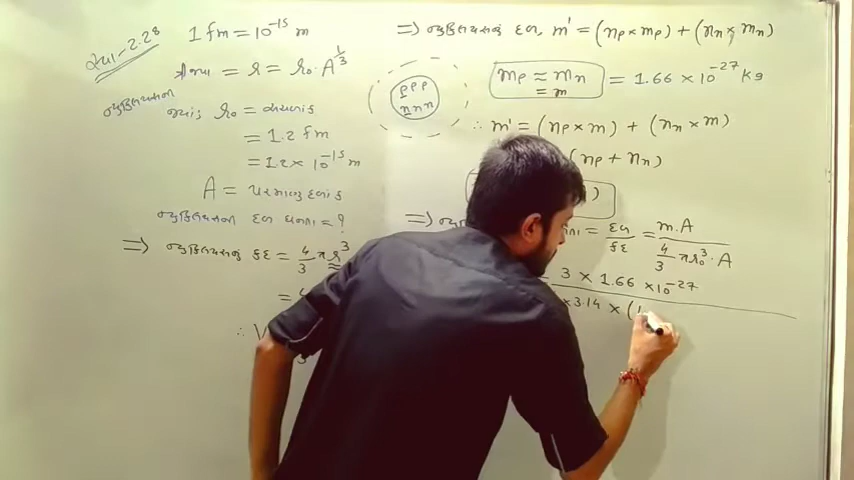 સ્વા-2.28
1 fm = 10⁻¹⁵ m
ત્રિજ્યા = r = r₀·A^(1/3)
ન્યુક્લિયસની
જ્યાં r₀ = અચળાંક
= 1.2 fm
= 1.2 × 10⁻¹⁵ m
A = પરમાણુ દળાંક
ન્યુક્લિયસની દળ ઘનતા = ?
⇒ ન્યુક્લિયસનું કદ = 4/3 πr³
= 4
∴ V
PPP
nnn
⇒ ન્યુક્લિયસનું દળ, m' = (np × mp) + (nn × mn)
mp ≈ mn = 1.66 × 10⁻²⁷ kg
= m
∴ m' = (np × m) + (nn × m)
(np + nn)
)
⇒ = દળ/કદ = m·A / 4/3 πr₀³·A
= 3 × 1.66 × 10⁻²⁷
× 3.14 × (1